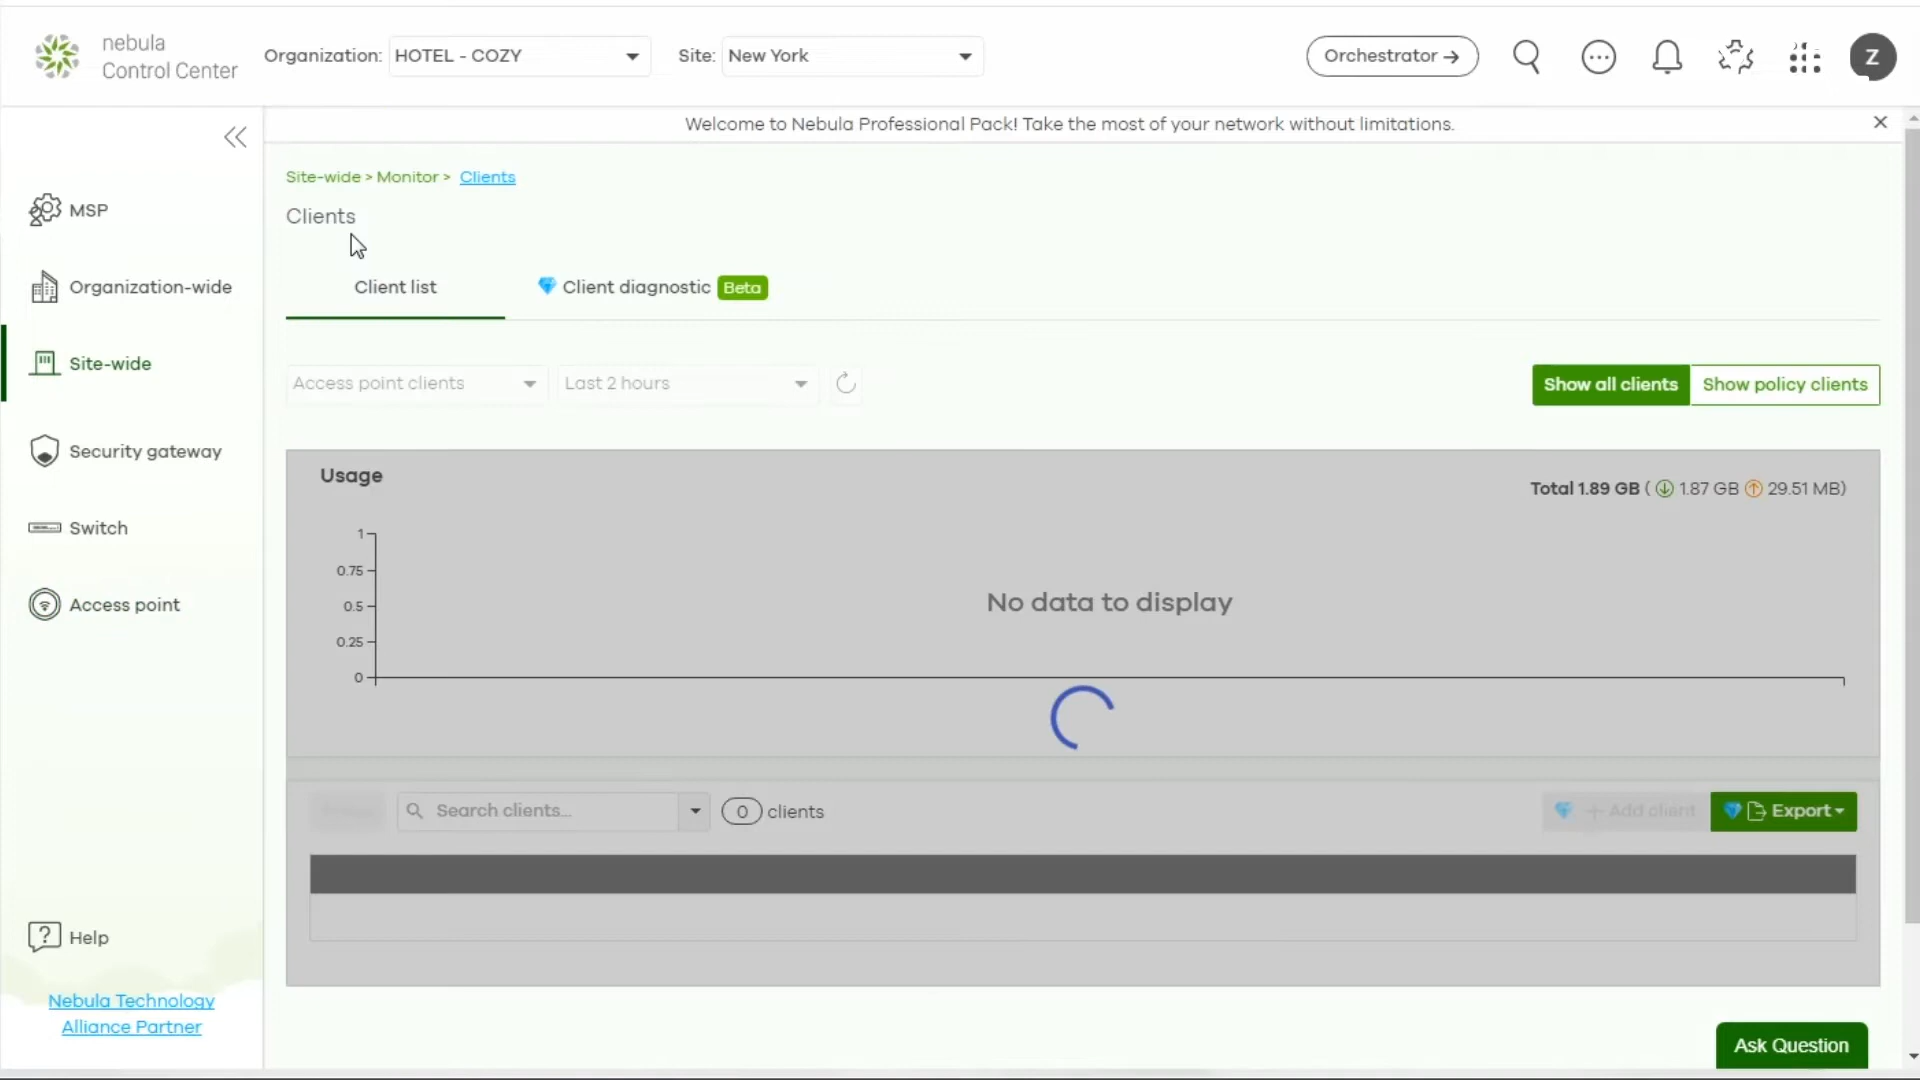 nebula
Control Center
Organization: HOTEL - COZY
Site: New York
Orchestrator →
Z
Welcome to Nebula Professional Pack! Take the most of your network without limitations.
Site-wide > Monitor > Clients
Clients
MSP
Organization-wide
Site-wide
Security gateway
Switch
Access point
Client list
Client diagnostic Beta
Access point clients
Last 2 hours
Show all clients
Show policy clients
Usage
Total 1.89 GB ( 1.87 GB 29.51 MB)
1
0.75
0.5
0.25
0
No data to display
Search clients...
0 clients
+ Add client
Export
Help
Nebula Technology
Alliance Partner
Ask Question